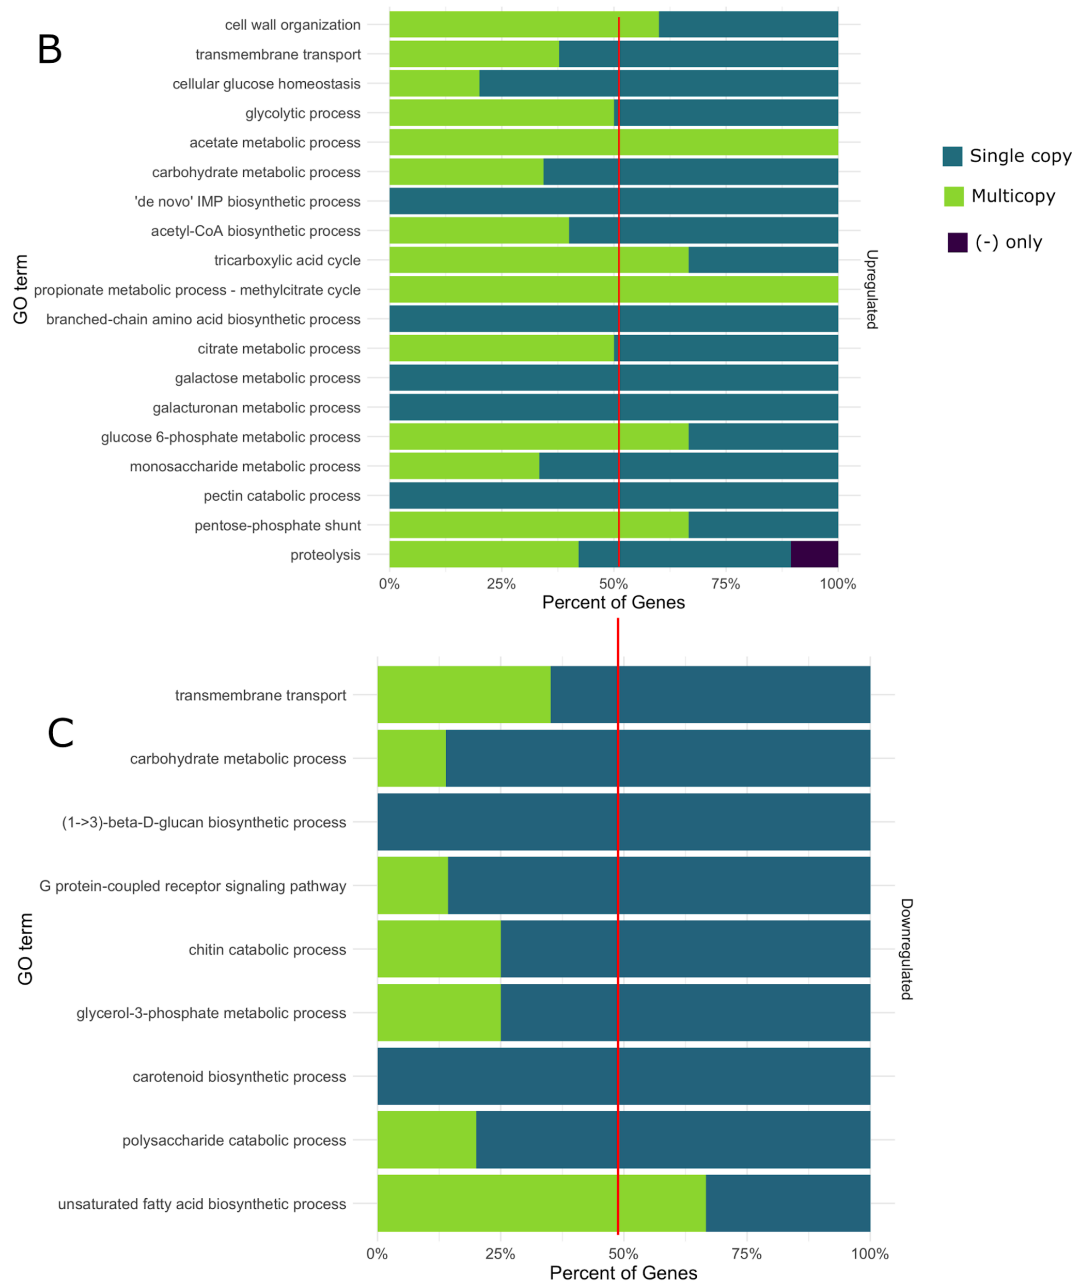 B
cell wall organization
transmembrane transport
cellular glucose homeostasis
glycolytic process
acetate metabolic process
carbohydrate metabolic process
'de novo' IMP biosynthetic process
acetyl-CoA biosynthetic process
tricarboxylic acid cycle
propionate metabolic process - methylcitrate cycle
branched-chain amino acid biosynthetic process
citrate metabolic process
galactose metabolic process
galacturonan metabolic process
glucose 6-phosphate metabolic process
monosaccharide metabolic process
pectin catabolic process
pentose-phosphate shunt
proteolysis
GO term
0% 25% 50% 75% 100%
Percent of Genes
Upregulated
Single copy
Multicopy
(-) only
C
transmembrane transport
carbohydrate metabolic process
(1->3)-beta-D-glucan biosynthetic process
G protein-coupled receptor signaling pathway
chitin catabolic process
glycerol-3-phosphate metabolic process
carotenoid biosynthetic process
polysaccharide catabolic process
unsaturated fatty acid biosynthetic process
GO term
0% 25% 50% 75% 100%
Percent of Genes
Downregulated